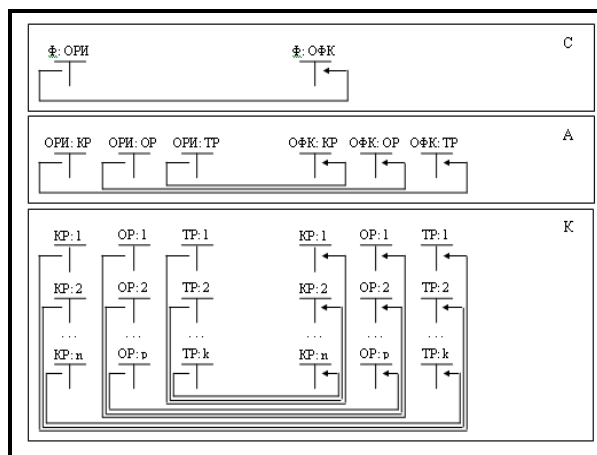 С
Ф: ОРИ Ф: ОФК
А
ОРИ: КР ОРИ: ОР ОРИ: ТР ОФК: КР ОФК: ОР ОФК: ТР
К
КР: 1 ОР: 1 ТР: 1 КР: 1 ОР: 1 ТР: 1
КР: 2 ОР: 2 ТР: 2 КР: 2 ОР: 2 ТР: 2
... ... ... ... ... ...
КР: n ОР: p ТР: k КР: n ОР: p ТР: k